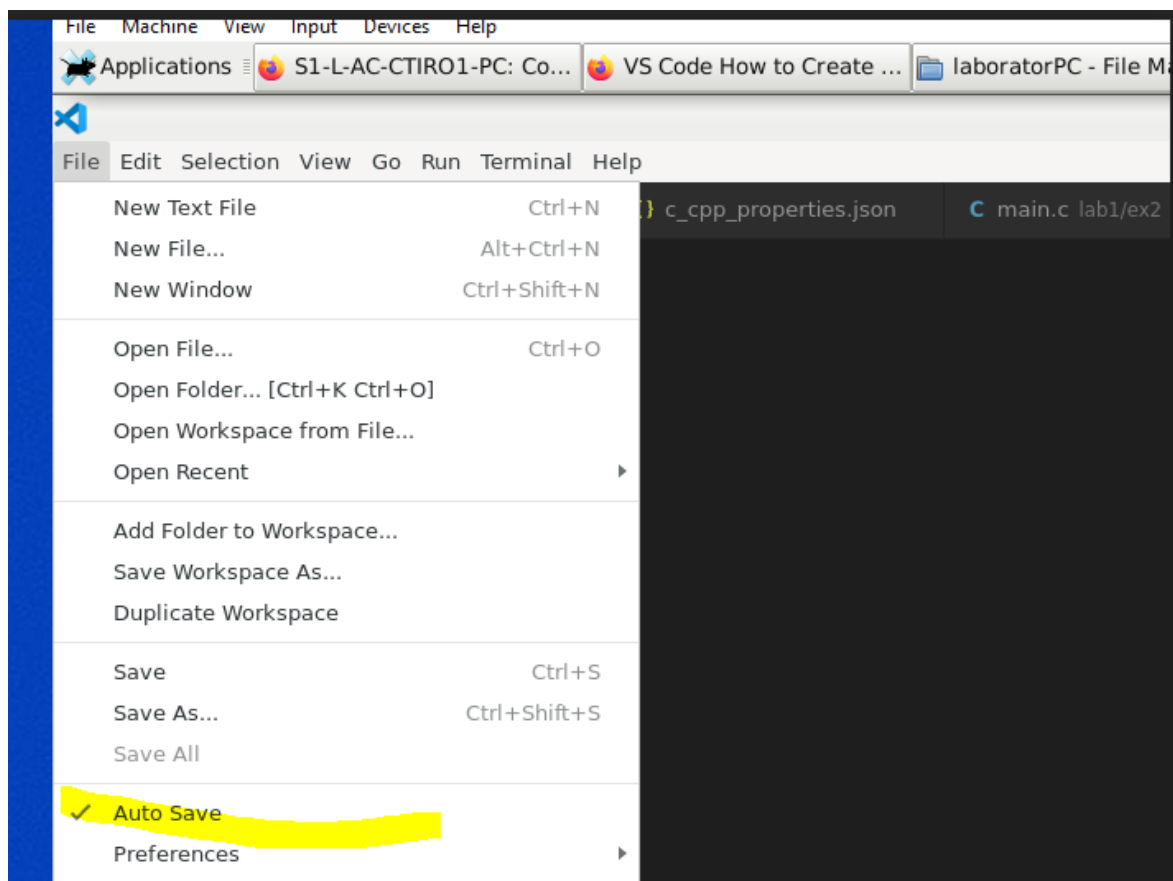 File Machine View Input Devices Help
Applications S1-L-AC-CTIRO1-PC: Co... VS Code How to Create ... laboratorPC - File Ma
File Edit Selection View Go Run Terminal Help
New Text File Ctrl+N {} c_cpp_properties.json C main.c lab1/ex2
New File... Alt+Ctrl+N
New Window Ctrl+Shift+N
Open File... Ctrl+O
Open Folder... [Ctrl+K Ctrl+O]
Open Workspace from File...
Open Recent
Add Folder to Workspace...
Save Workspace As...
Duplicate Workspace
Save Ctrl+S
Save As... Ctrl+Shift+S
Save All
✓ Auto Save
Preferences